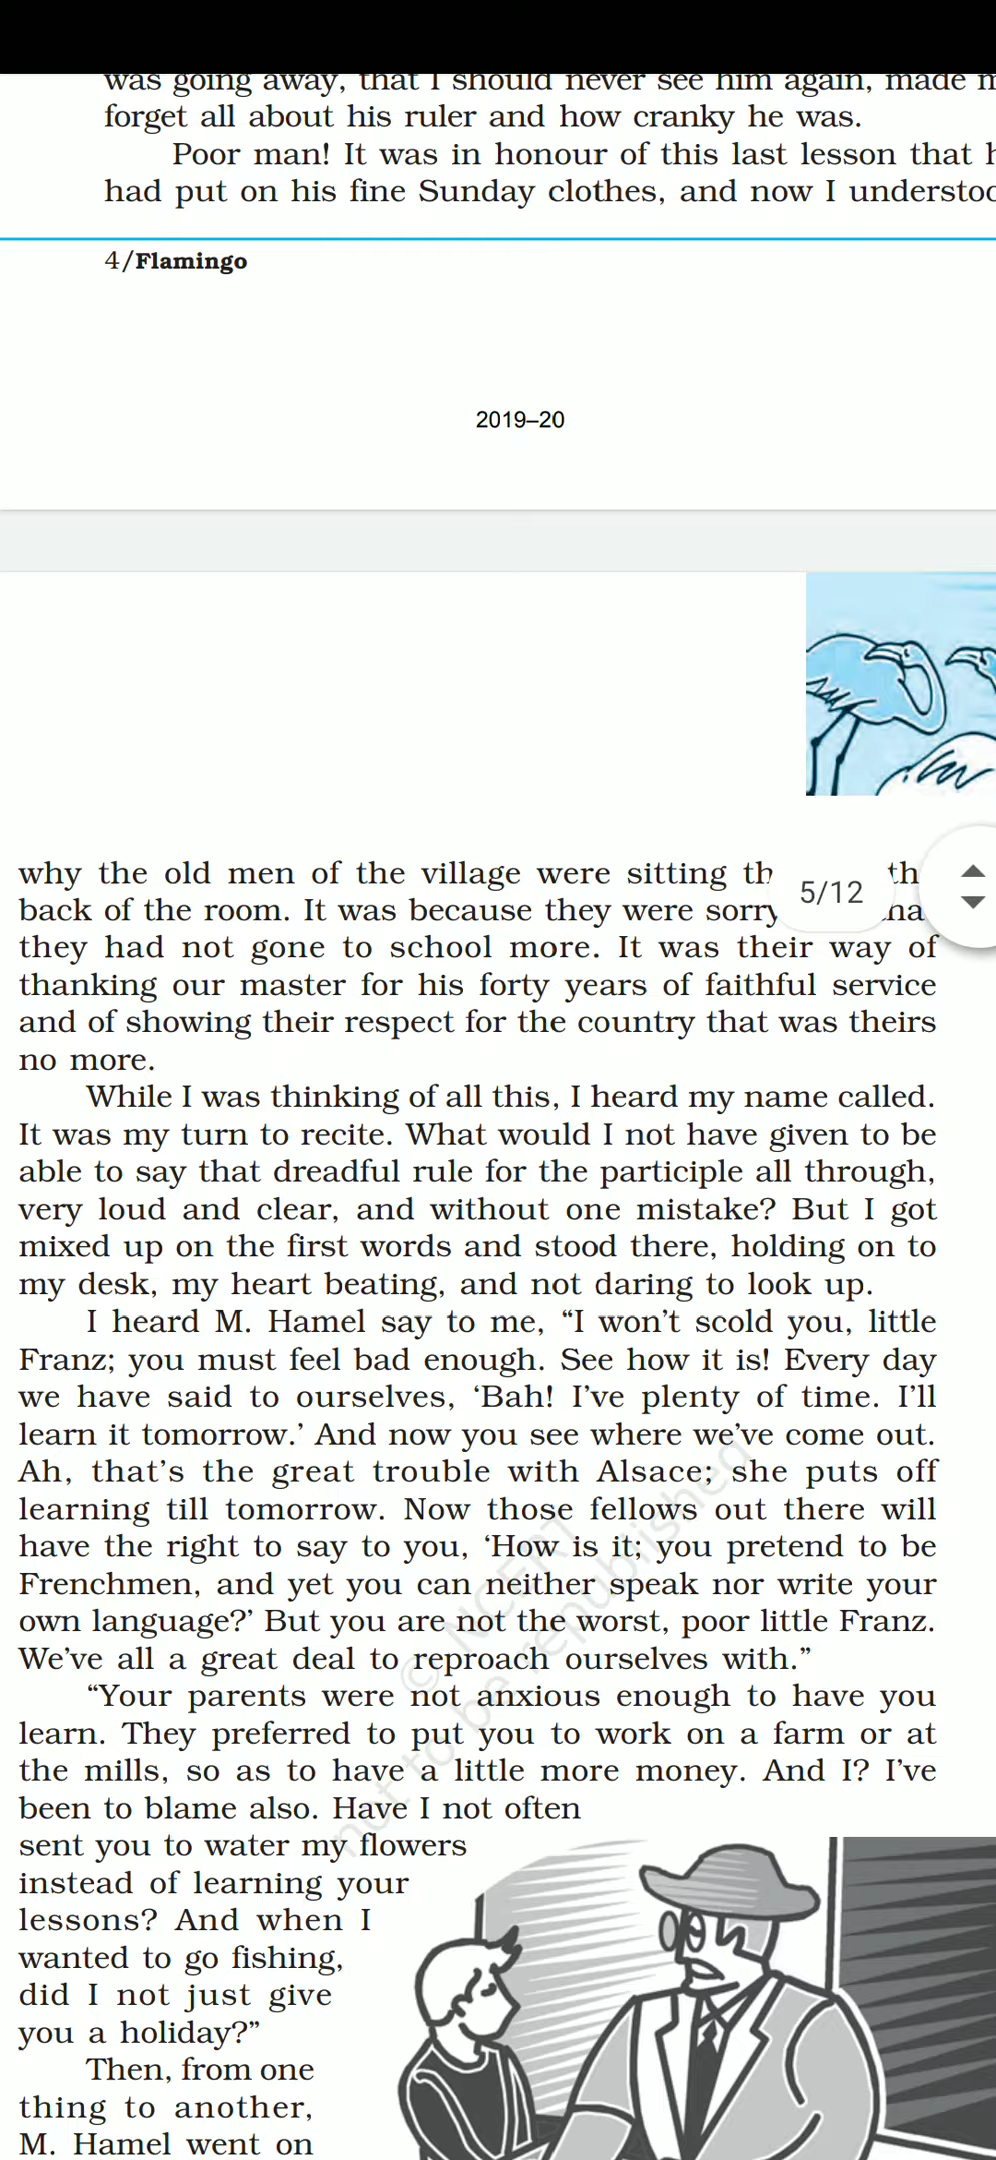 was going away, that I should never see him again, made
forget all about his ruler and how cranky he was.
Poor man! It was in honour of this last lesson that
had put on his fine Sunday clothes, and now I
4/Flamingo
2019–20
why the old men of the village were sitting
5/12
back of the room. It was because they were sorry
they had not gone to school more. It was their way of
thanking our master for his forty years of faithful service
and of showing their respect for the country that was theirs
no more.
While I was thinking of all this, I heard my name called.
It was my turn to recite. What would I not have given to be
able to say that dreadful rule for the participle all through,
very loud and clear, and without one mistake? But I got
mixed up on the first words and stood there, holding on to
my desk, my heart beating, and not daring to look up.
I heard M. Hamel say to me, “I won’t scold you, little
Franz; you must feel bad enough. See how it is! Every day
we have said to ourselves, ‘Bah! I’ve plenty of time. I’ll
learn it tomorrow.’ And now you see where we’ve come out.
Ah, that’s the great trouble with Alsace; she puts off
learning till tomorrow. Now those fellows out there will
have the right to say to you, ‘How is it; you pretend to be
Frenchmen, and yet you can neither speak nor write your
own language?’ But you are not the worst, poor little Franz.
We’ve all a great deal to reproach ourselves with.”
“Your parents were not anxious enough to have you
learn. They preferred to put you to work on a farm or at
the mills, so as to have a little more money. And I? I’ve
been to blame also. Have I not often
sent you to water my flowers
instead of learning your
lessons? And when I
wanted to go fishing,
did I not just give
you a holiday?”
Then, from one
thing to another,
M. Hamel went on
© NCERT
not to be republished